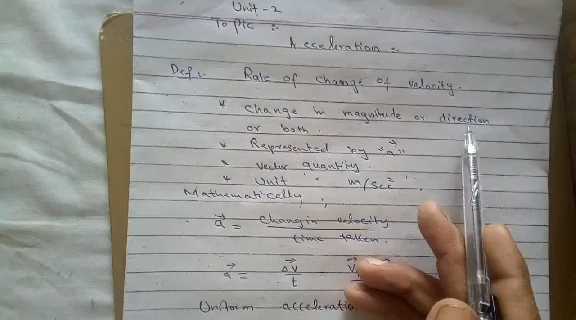 Unit-2
Topic :-
Acceleration :-
Def :. Rate of change of velocity.
* Change in magnitude or direction
or both.
* Represented by "a⃗"
* Vector quantity.
* Unit " m/sec² ".
Mathematically,
a⃗ = Change in velocity
time taken.
a⃗ = Δv⃗ / t
Uniform acceleratio